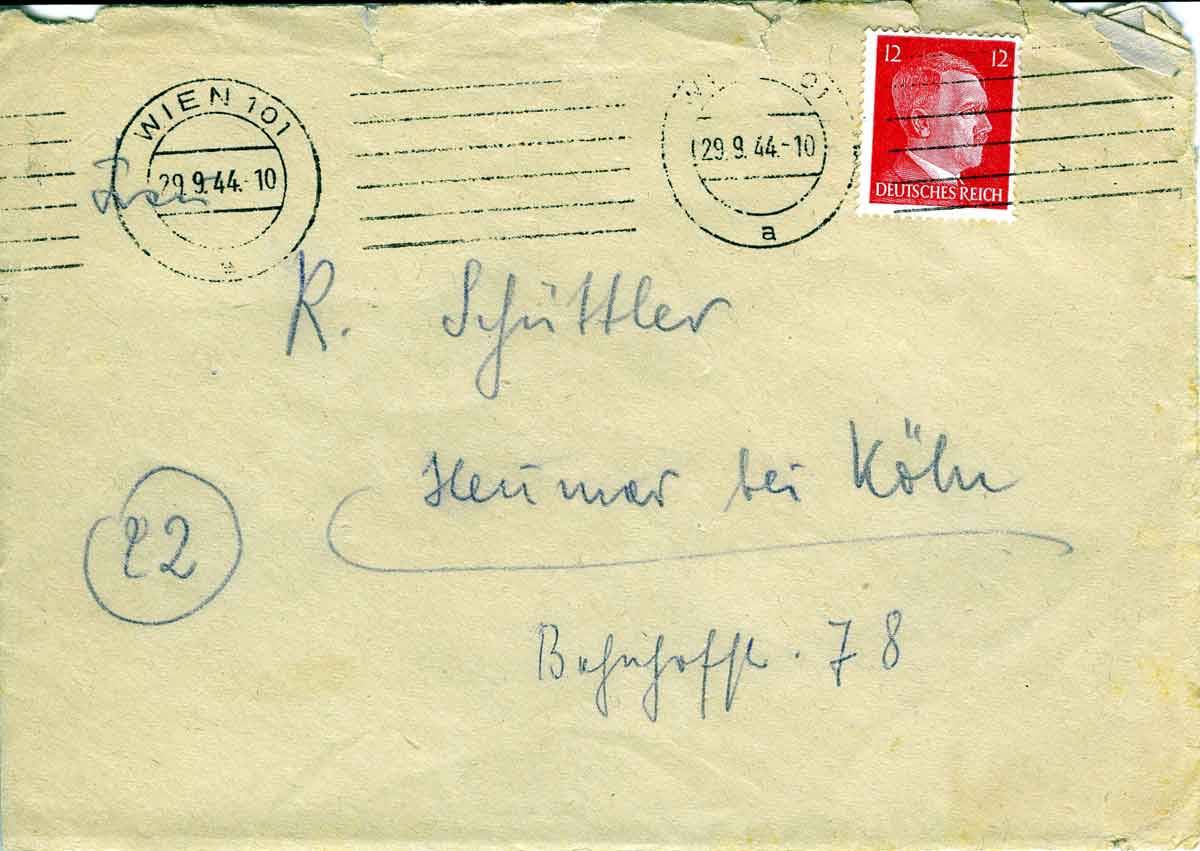 WIEN 101
29.9.44.-10
a
29.9.44.-10
a
12 12
DEUTSCHES REICH
Frau
R. Schüttler
Heumar bei Köln
22
Bahnhofstr. 78